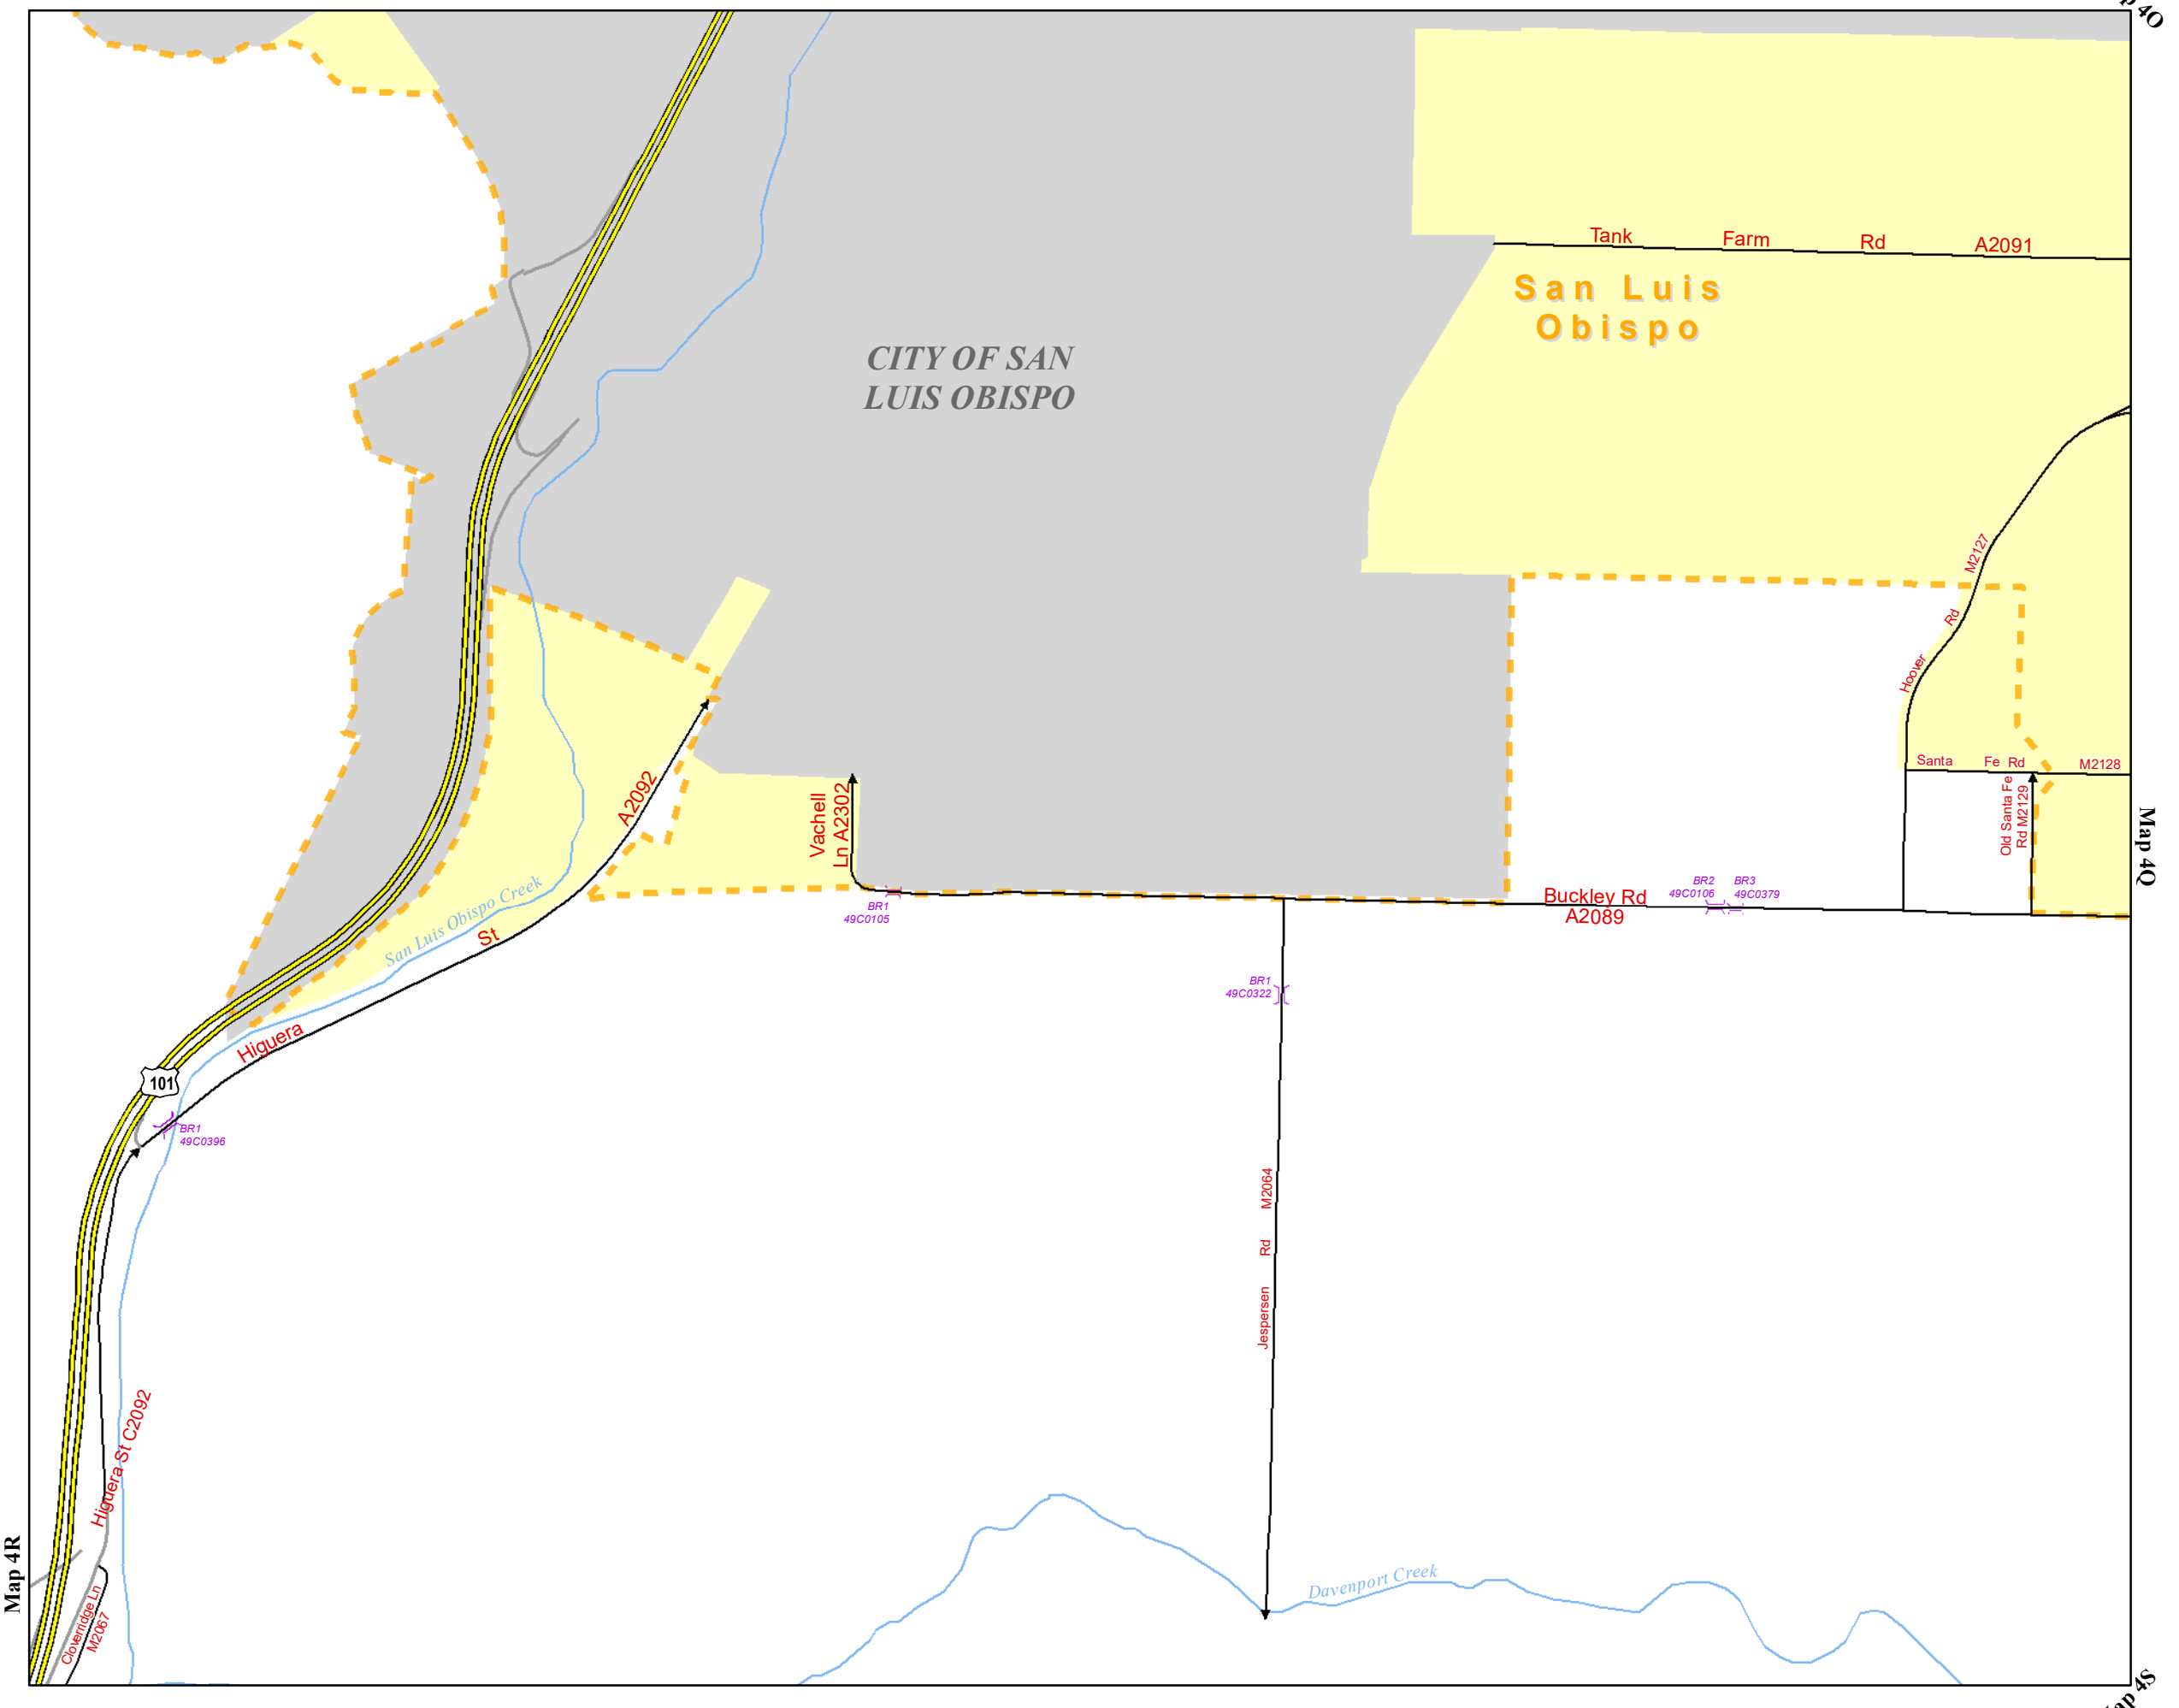 p 4O
Tank Farm Rd A2091
San Luis
Obispo
CITY OF SAN
LUIS OBISPO
Hoover Rd M2127
Santa Fe Rd M2128
Old Santa Fe
Rd M2129
Map 4Q
Vachell
Ln A2302
Higuera St A2092
San Luis Obispo Creek
BR1
49C0105
Buckley Rd
A2089
BR2
49C0106
BR3
49C0379
BR1
49C0322
101
BR1
49C0396
Jespersen Rd M2064
Higuera St C2092
Map 4R
Cloverridge Ln
M2067
Davenport Creek
ap 4S